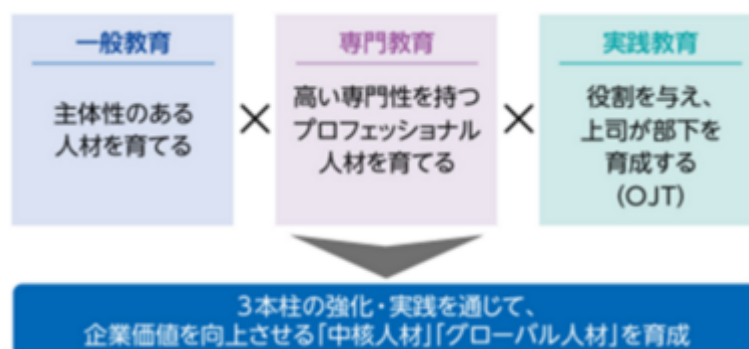 一般教育
主体性のある
人材を育てる
×
専門教育
高い専門性を持つ
プロフェッショナル
人材を育てる
×
実践教育
役割を与え、
上司が部下を
育成する
(OJT)
3本柱の強化・実践を通じて、
企業価値を向上させる「中核人材」「グローバル人材」を育成